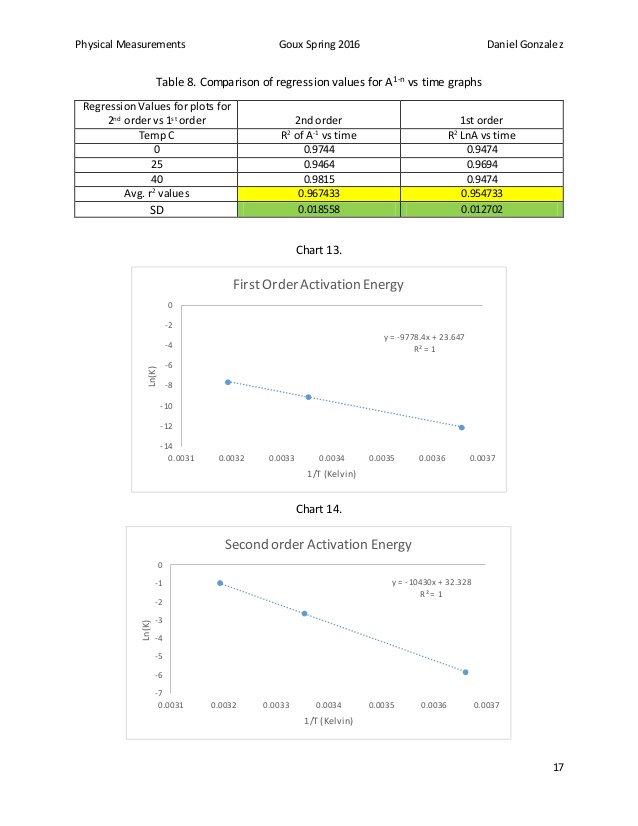 Physical Measurements Goux Spring 2016 Daniel Gonzalez
Table 8. Comparison of regression values for A^1-n vs time graphs
Regression Values for plots for
2nd order vs 1st order 2nd order 1st order
Temp C R² of A^-1 vs time R² LnA vs time
0 0.9744 0.9474
25 0.9464 0.9694
40 0.9815 0.9474
Avg. r² values 0.967433 0.954733
SD 0.018558 0.012702
Chart 13.
First Order Activation Energy
0
-2
-4
-6
-8
-10
-12
-14
Ln(K)
y = -9778.4x + 23.647
R² = 1
0.0031 0.0032 0.0033 0.0034 0.0035 0.0036 0.0037
1/T (Kelvin)
Chart 14.
Second order Activation Energy
0
-1
-2
-3
-4
-5
-6
-7
Ln(K)
y = -10430x + 32.328
R² = 1
0.0031 0.0032 0.0033 0.0034 0.0035 0.0036 0.0037
1/T (Kelvin)
17